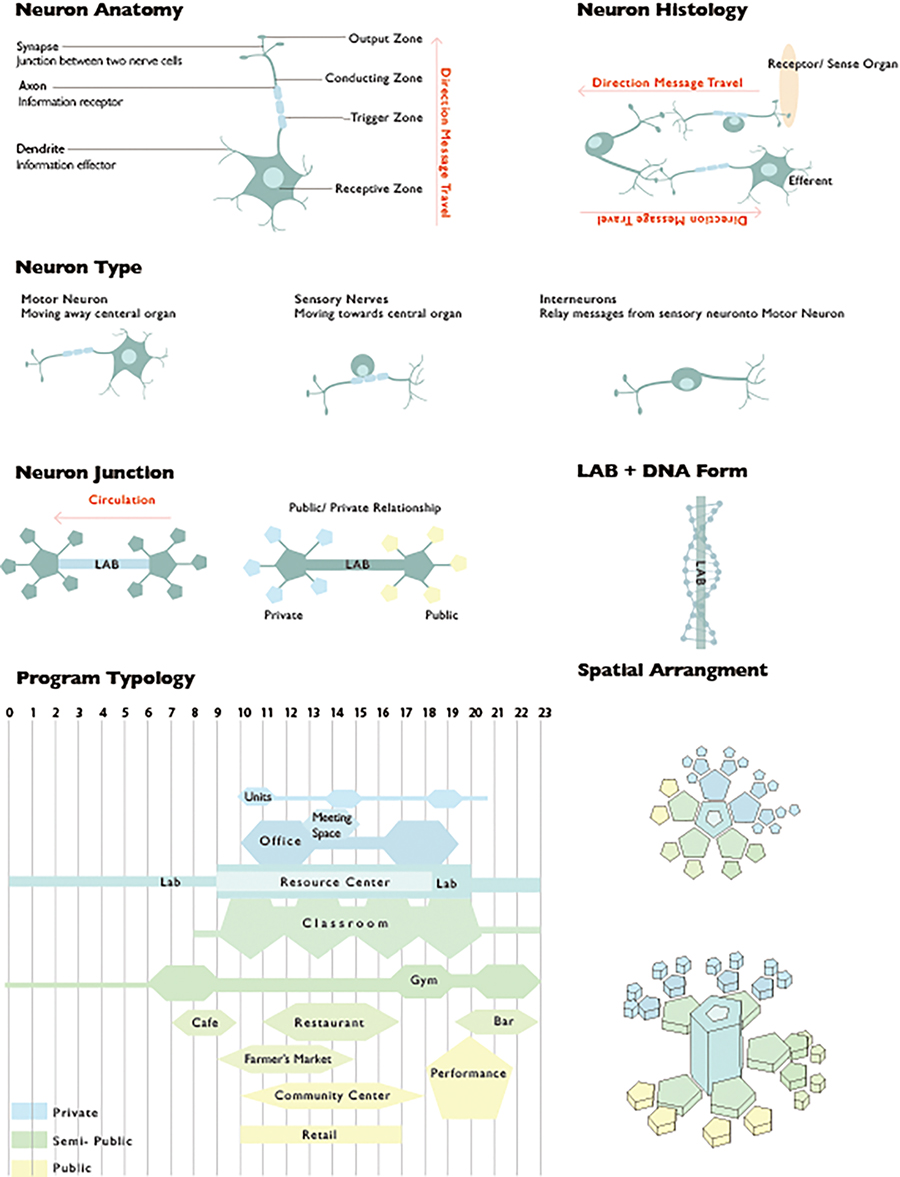 Neuron Anatomy
Synapse
Junction between two nerve cells
Axon
Information receptor
Dendrite
Information effector
Output Zone
Conducting Zone
Trigger Zone
Receptive Zone
Direction Message Travel
Neuron Histology
Receptor/ Sense Organ
Direction Message Travel
Efferent
Direction Message Travel
Neuron Type
Motor Neuron
Moving away centeral organ
Sensory Nerves
Moving towards central organ
Interneurons
Relay messages from sensory neuronto Motor Neuron
Neuron Junction
Circulation
LAB
Public/ Private Relationship
LAB
Private
Public
LAB + DNA Form
LAB
Program Typology
0 1 2 3 4 5 6 7 8 9 10 11 12 13 14 15 16 17 18 19 20 21 22 23
Units
Meeting
Space
Office
Lab
Resource Center
Lab
Classroom
Gym
Cafe
Restaurant
Bar
Farmer's Market
Performance
Community Center
Retail
Private
Semi- Public
Public
Spatial Arrangment